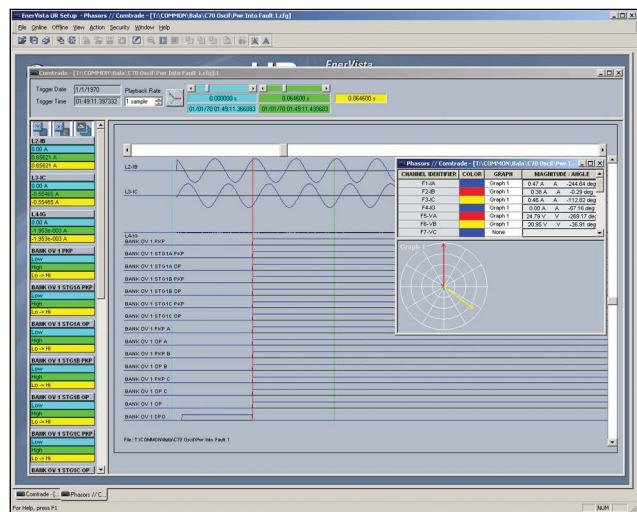 EnerVista UR Setup - Phasors // Comtrade - [T:\COMMON\Bala\C70 Oscil\Pwr Into Fault 1.cfg]
File Online Offline View Action Security Window Help
EnerVista
Comtrade - [T:\COMMON\Bala\C70 Oscil\Pwr Into Fault 1.cfg]:1
Trigger Date 1/1/1970 Playback Rate
Trigger Time 01:49:11.397332 1 sample
0.000000 s 0.064600 s 0.064600 s
01/01/70 01:49:11.366083 01/01/70 01:49:11.430683
L2-IB
0.00 A
0.65621 A
0.65621 A
L3-IC
0.00 A
-0.55465 A
-0.55465 A
L4-IG
0.00 A
-1.953e-003 A
-1.953e-003 A
BANK OV 1 PKP
Low
High
Lo -> Hi
BANK OV 1 STG1A PKP
Low
High
Lo -> Hi
BANK OV 1 STG1A OP
Low
High
Lo -> Hi
BANK OV 1 STG1B PKP
Low
High
Lo -> Hi
BANK OV 1 STG1B OP
Low
High
Lo -> Hi
BANK OV 1 STG1C PKP
Low
High
Lo -> Hi
BANK OV 1 STG1C OP
L2-IB
L3-IC
L4-IG
BANK OV 1 PKP
BANK OV 1 STG1A PKP
BANK OV 1 STG1A OP
BANK OV 1 STG1B PKP
BANK OV 1 STG1B OP
BANK OV 1 STG1C PKP
BANK OV 1 STG1C OP
BANK OV 1 PKP A
BANK OV 1 OP A
BANK OV 1 PKP B
BANK OV 1 OP B
BANK OV 1 PKP C
BANK OV 1 OP C
BANK OV 1 OP
BANK OV 1 DPO
File: T:\COMMON\Bala\C70 Oscil\Pwr Into Fault 1
Phasors // Comtrade - [T:\COMMON\Bala\C70 Oscil\Pwr I...
CHANNEL IDENTIFIER COLOR GRAPH MAGNITUDE / ANGLE
F1-IA Graph 1 0.47 A A -244.64 deg
F2-IB Graph 1 0.38 A A -0.29 deg
F3-IC Graph 1 0.46 A A -112.82 deg
F4-IG Graph 1 0.00 A A -67.16 deg
F5-VA Graph 1 24.79 V V -269.17 deg
F6-VB Graph 1 20.95 V V -36.91 deg
F7-VC None
Graph 1
Comtrade - [... Phasors // C...
For Help, press F1 NUM